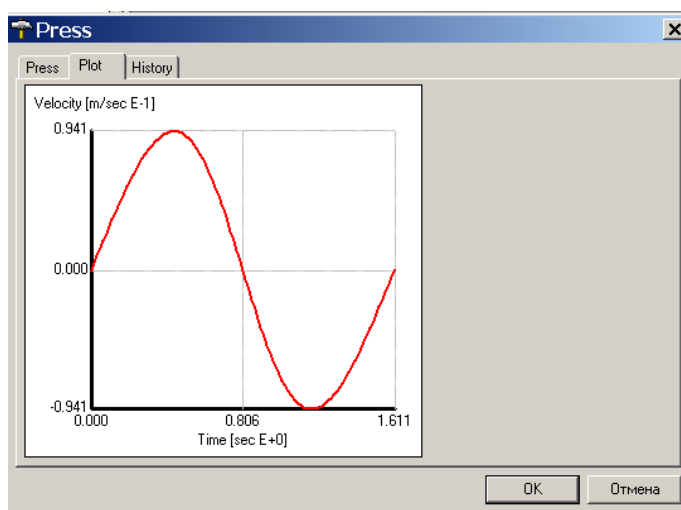 Press
Press Plot History
Velocity [m/sec E-1]
0.941
0.000
-0.941
0.000 0.806 1.611
Time [sec E+0]
OK Отмена